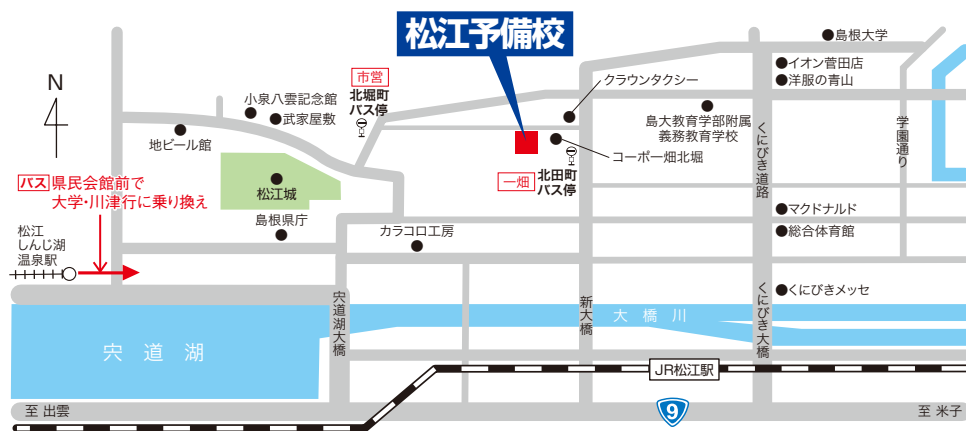 松江予備校
島根大学
イオン菅田店
洋服の青山
N
市営
北堀町
バス停
クラウンタクシー
小泉八雲記念館
武家屋敷
地ビール館
島大教育学部附属
義務教育学校
コーポ一畑北堀
くにびき道路
学園通り
一畑
北田町
バス停
バス 県民会館前で
大学・川津行に乗り換え
松江城
島根県庁
カラコロ工房
マクドナルド
総合体育館
松江
しんじ湖
温泉駅
くにびきメッセ
宍道湖
宍道湖大橋
新大橋
大橋川
くにびき大橋
JR松江駅
至 出雲
9
至 米子